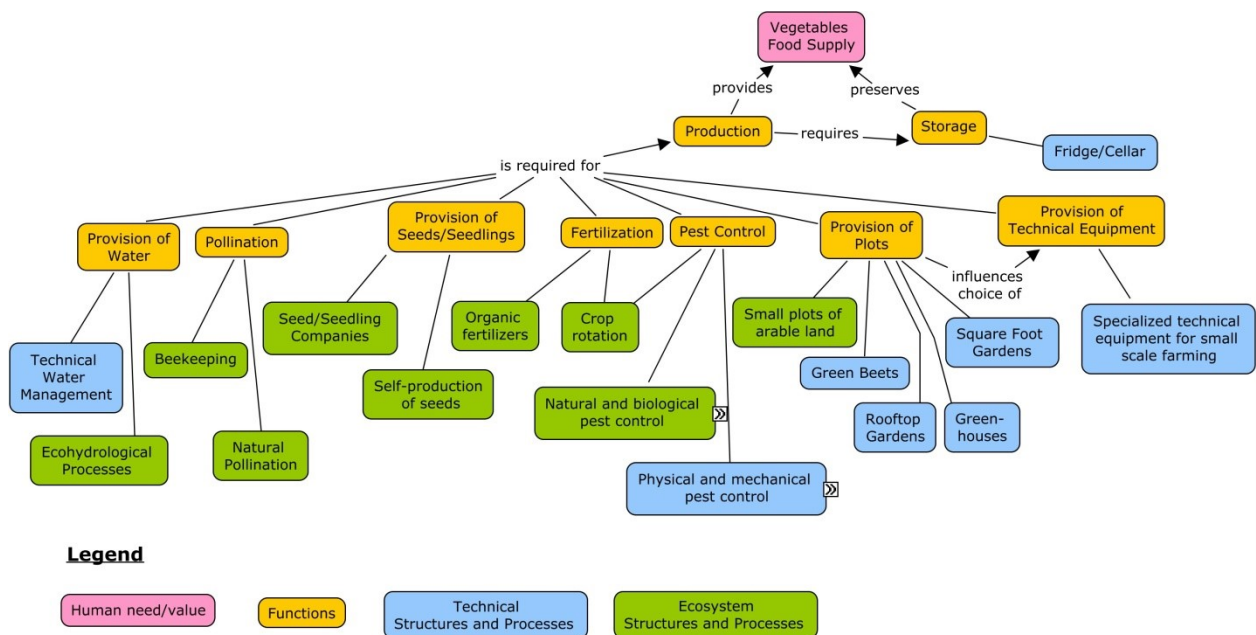 Vegetables
Food Supply
provides
preserves
Production
requires
Storage
Fridge/Cellar
is required for
Provision of
Water
Pollination
Provision of
Seeds/Seedlings
Fertilization
Pest Control
Provision of
Plots
Provision of
Technical Equipment
influences
choice of
Technical
Water
Management
Ecohydrological
Processes
Beekeeping
Natural
Pollination
Seed/Seedling
Companies
Self-production
of seeds
Organic
fertilizers
Crop
rotation
Natural and biological
pest control
Physical and mechanical
pest control
Small plots of
arable land
Green Beets
Rooftop
Gardens
Green-
houses
Square Foot
Gardens
Specialized technical
equipment for small
scale farming
Legend
Human need/value
Functions
Technical
Structures and Processes
Ecosystem
Structures and Processes